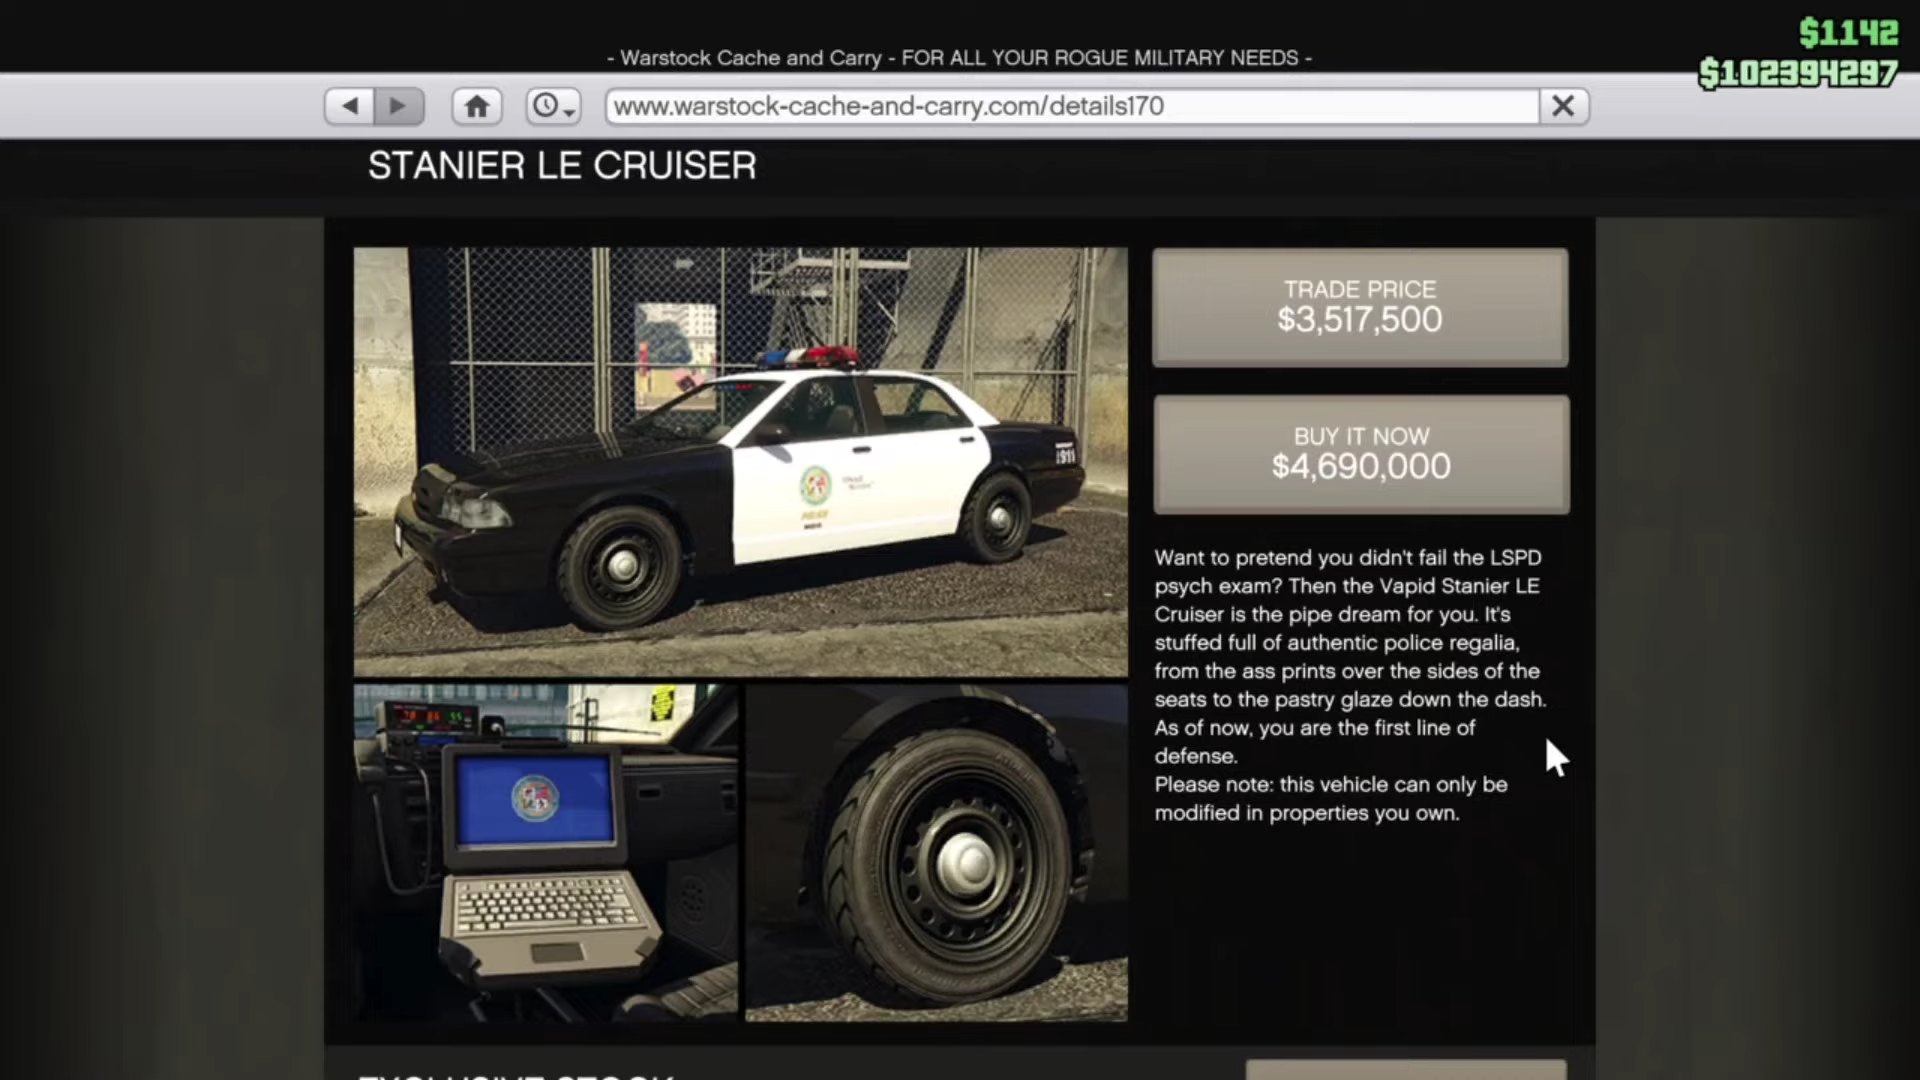 $1142
- Warstock Cache and Carry - FOR ALL YOUR ROGUE MILITARY NEEDS -
$102394297
www.warstock-cache-and-carry.com/details170
STANIER LE CRUISER
TRADE PRICE
$3,517,500
BUY IT NOW
$4,690,000
911
POLICE
Want to pretend you didn't fail the LSPD
psych exam? Then the Vapid Stanier LE
Cruiser is the pipe dream for you. It's
stuffed full of authentic police regalia,
from the ass prints over the sides of the
seats to the pastry glaze down the dash.
As of now, you are the first line of
defense.
Please note: this vehicle can only be
modified in properties you own.
EXCLUSIVE STOCK